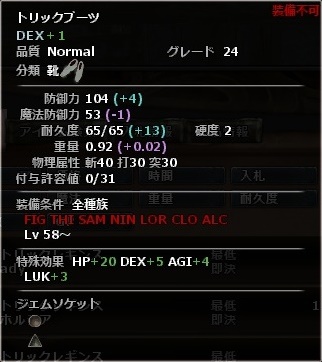 トリックブーツ 装備不可
DEX+1
品質 Normal グレード 24
分類 靴
防御力 104 (+4)
魔法防御力 53 (-1)
耐久度 65/65 (+13) 硬度 2
重量 0.92 (+0.02)
物理属性 斬40 打30 突30
付与許容値 0/31
装備条件 全種族
FIG THI SAM NIN LOR CLO ALC
Lv 58～
特殊効果 HP+20 DEX+5 AGI+4
LUK+3
ジェムソケット